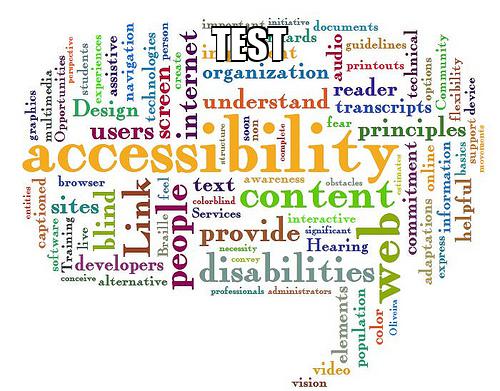 TEST
important
initiative
documents
standards
guidelines
organization
audio
printouts
technical
options
Community
flexibility
device
reader
understand
transcripts
fear
principles
support
movements
basics
accessibility
graphics
multimedia
Opportunities
perspective
students
experiences
assistive
navigation
technologies
person
screen
create
internet
Design
users
structure
soon
non
complete
entities
captioned
browser
sites
software
Training
live
blind
Link
Braille
feel
people
text
colorblind
Services
awareness
obstacles
content
interactive
estimates
commitment
online
adaptations
information
express
helpful
provide
significant
Hearing
necessity
convey
disabilities
web
developers
conceive
alternative
professionals
administrators
elements
population
color
Oliveira
video
vision